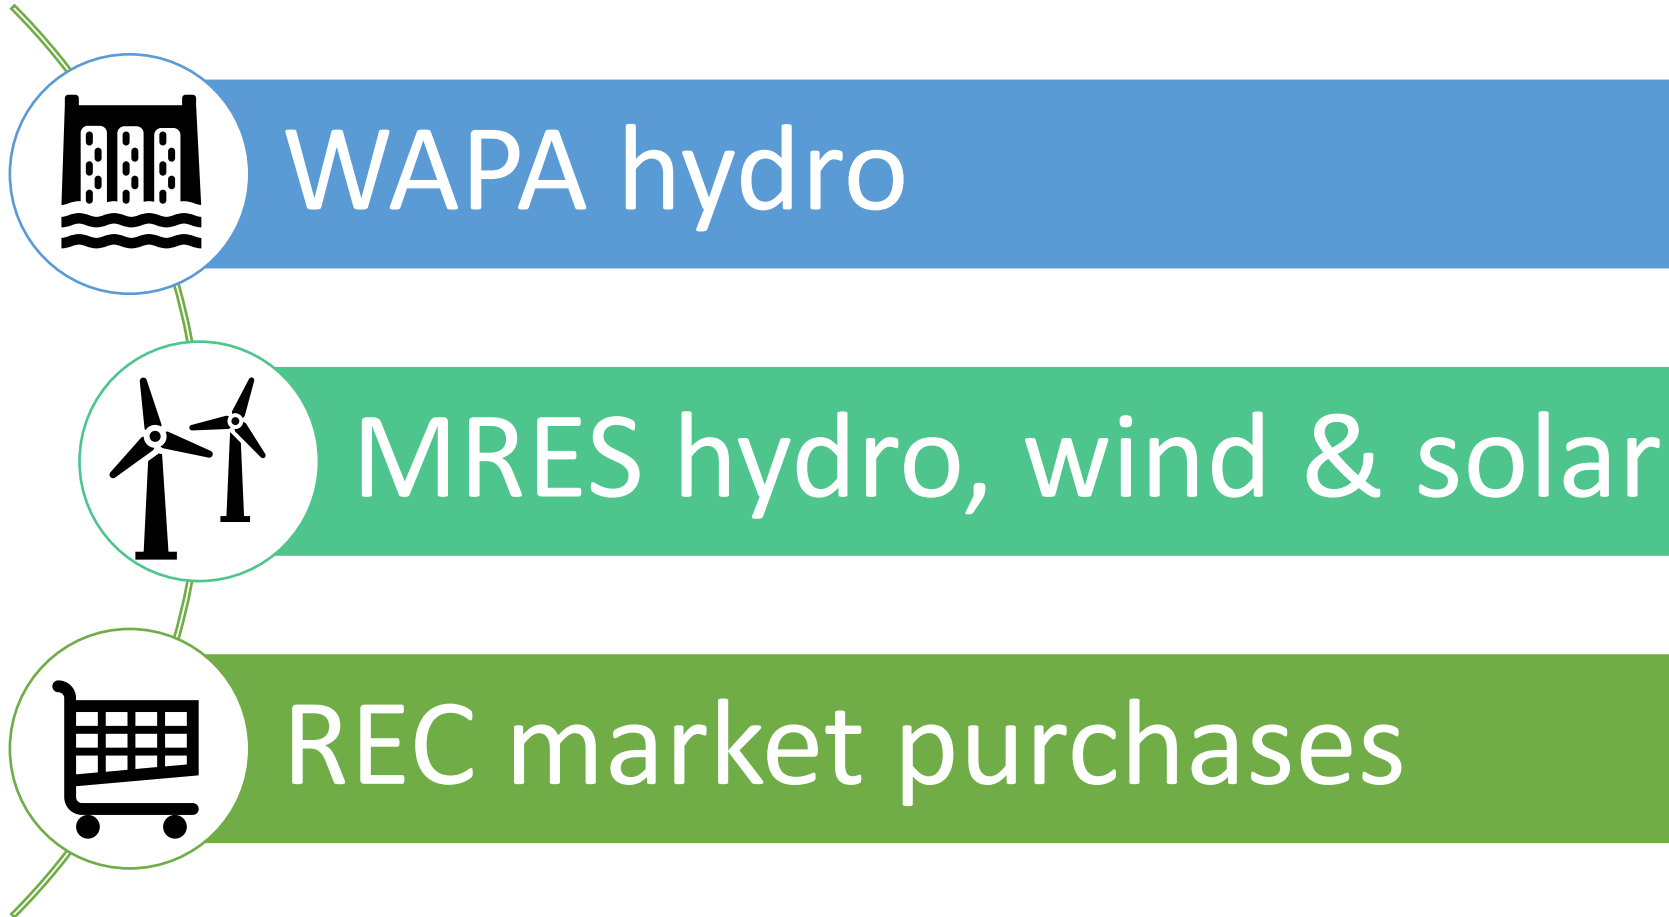 WAPA hydro
MRES hydro, wind & solar
REC market purchases